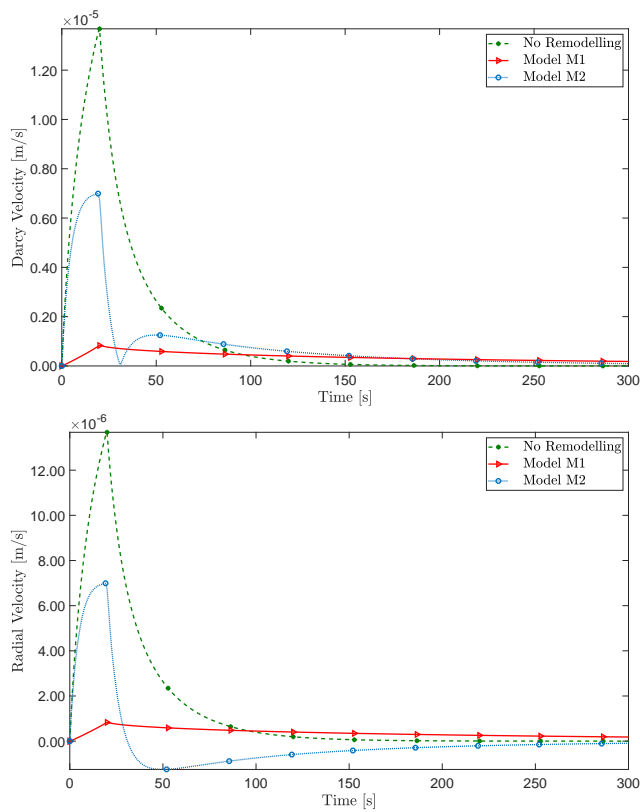 ×10^-5
1.20
1.00
0.80
0.60
0.40
0.20
0.00
0 50 100 150 200 250 300
Darcy Velocity [m/s]
Time [s]
No Remodelling
Model M1
Model M2
×10^-6
12.00
10.00
8.00
6.00
4.00
2.00
0.00
0 50 100 150 200 250 300
Radial Velocity [m/s]
Time [s]
No Remodelling
Model M1
Model M2